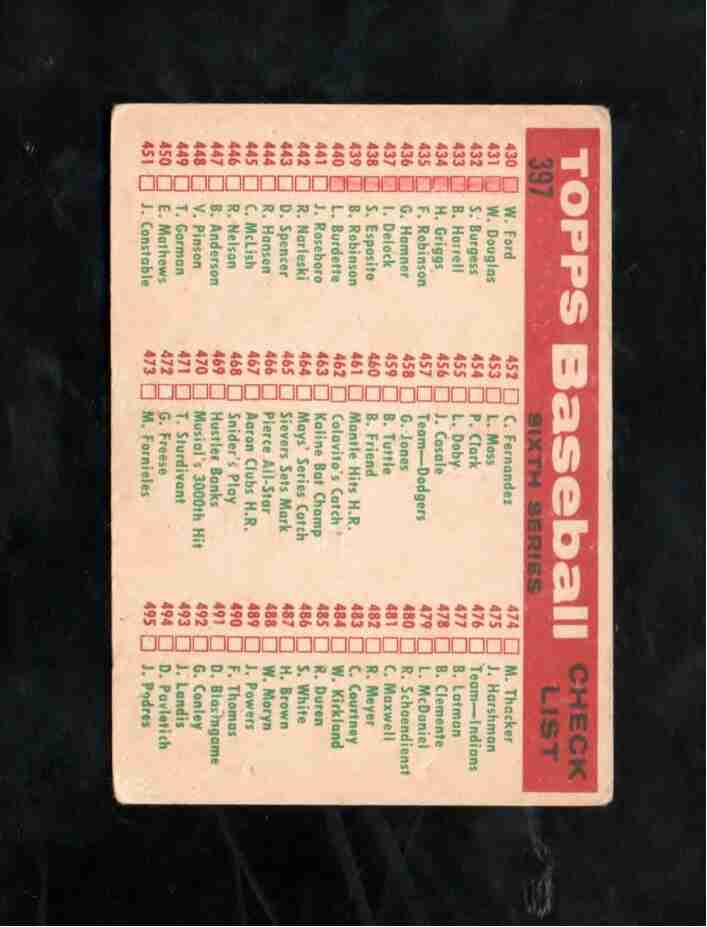 TOPPS Baseball CHECK LIST
397 SIXTH SERIES
430 W. Ford
431 W. Douglas
432 S. Burgess
433 B. Harrell
434 H. Griggs
435 F. Robinson
436 G. Hamner
437 I. Delock
438 S. Esposito
439 B. Robinson
440 L. Burdette
441 J. Roseboro
442 R. Narleski
443 D. Spencer
444 R. Hanson
445 C. McLish
446 R. Nelson
447 B. Anderson
448 V. Pinson
449 T. Gorman
450 E. Mathews
451 J. Constable
452 C. Fernandez
453 L. Moss
454 P. Clark
455 L. Doby
456 J. Casale
457 Team—Dodgers
458 G. Jones
459 B. Tuttle
460 B. Friend
461 Mantle Hits H.R.
462 Colavito's Catch
463 Kaline Bat Champ
464 Mays' Series Catch
465 Sievers Sets Mark
466 Pierce All-Star
467 Aaron Clubs H.R.
468 Snider's Play
469 Hustler Banks
470 Musial's 3000th Hit
471 T. Sturdivant
472 G. Freese
473 M. Fornieles
474 M. Thacker
475 J. Harshman
476 Team—Indians
477 B. Latman
478 B. Clemente
479 L. McDaniel
480 R. Schoendienst
481 C. Maxwell
482 R. Meyer
483 C. Courtney
484 W. Kirkland
485 R. Duren
486 S. White
487 H. Brown
488 W. Moryn
489 J. Powers
490 F. Thomas
491 D. Blasingame
492 G. Conley
493 J. Landis
494 D. Pavletich
495 J. Podres